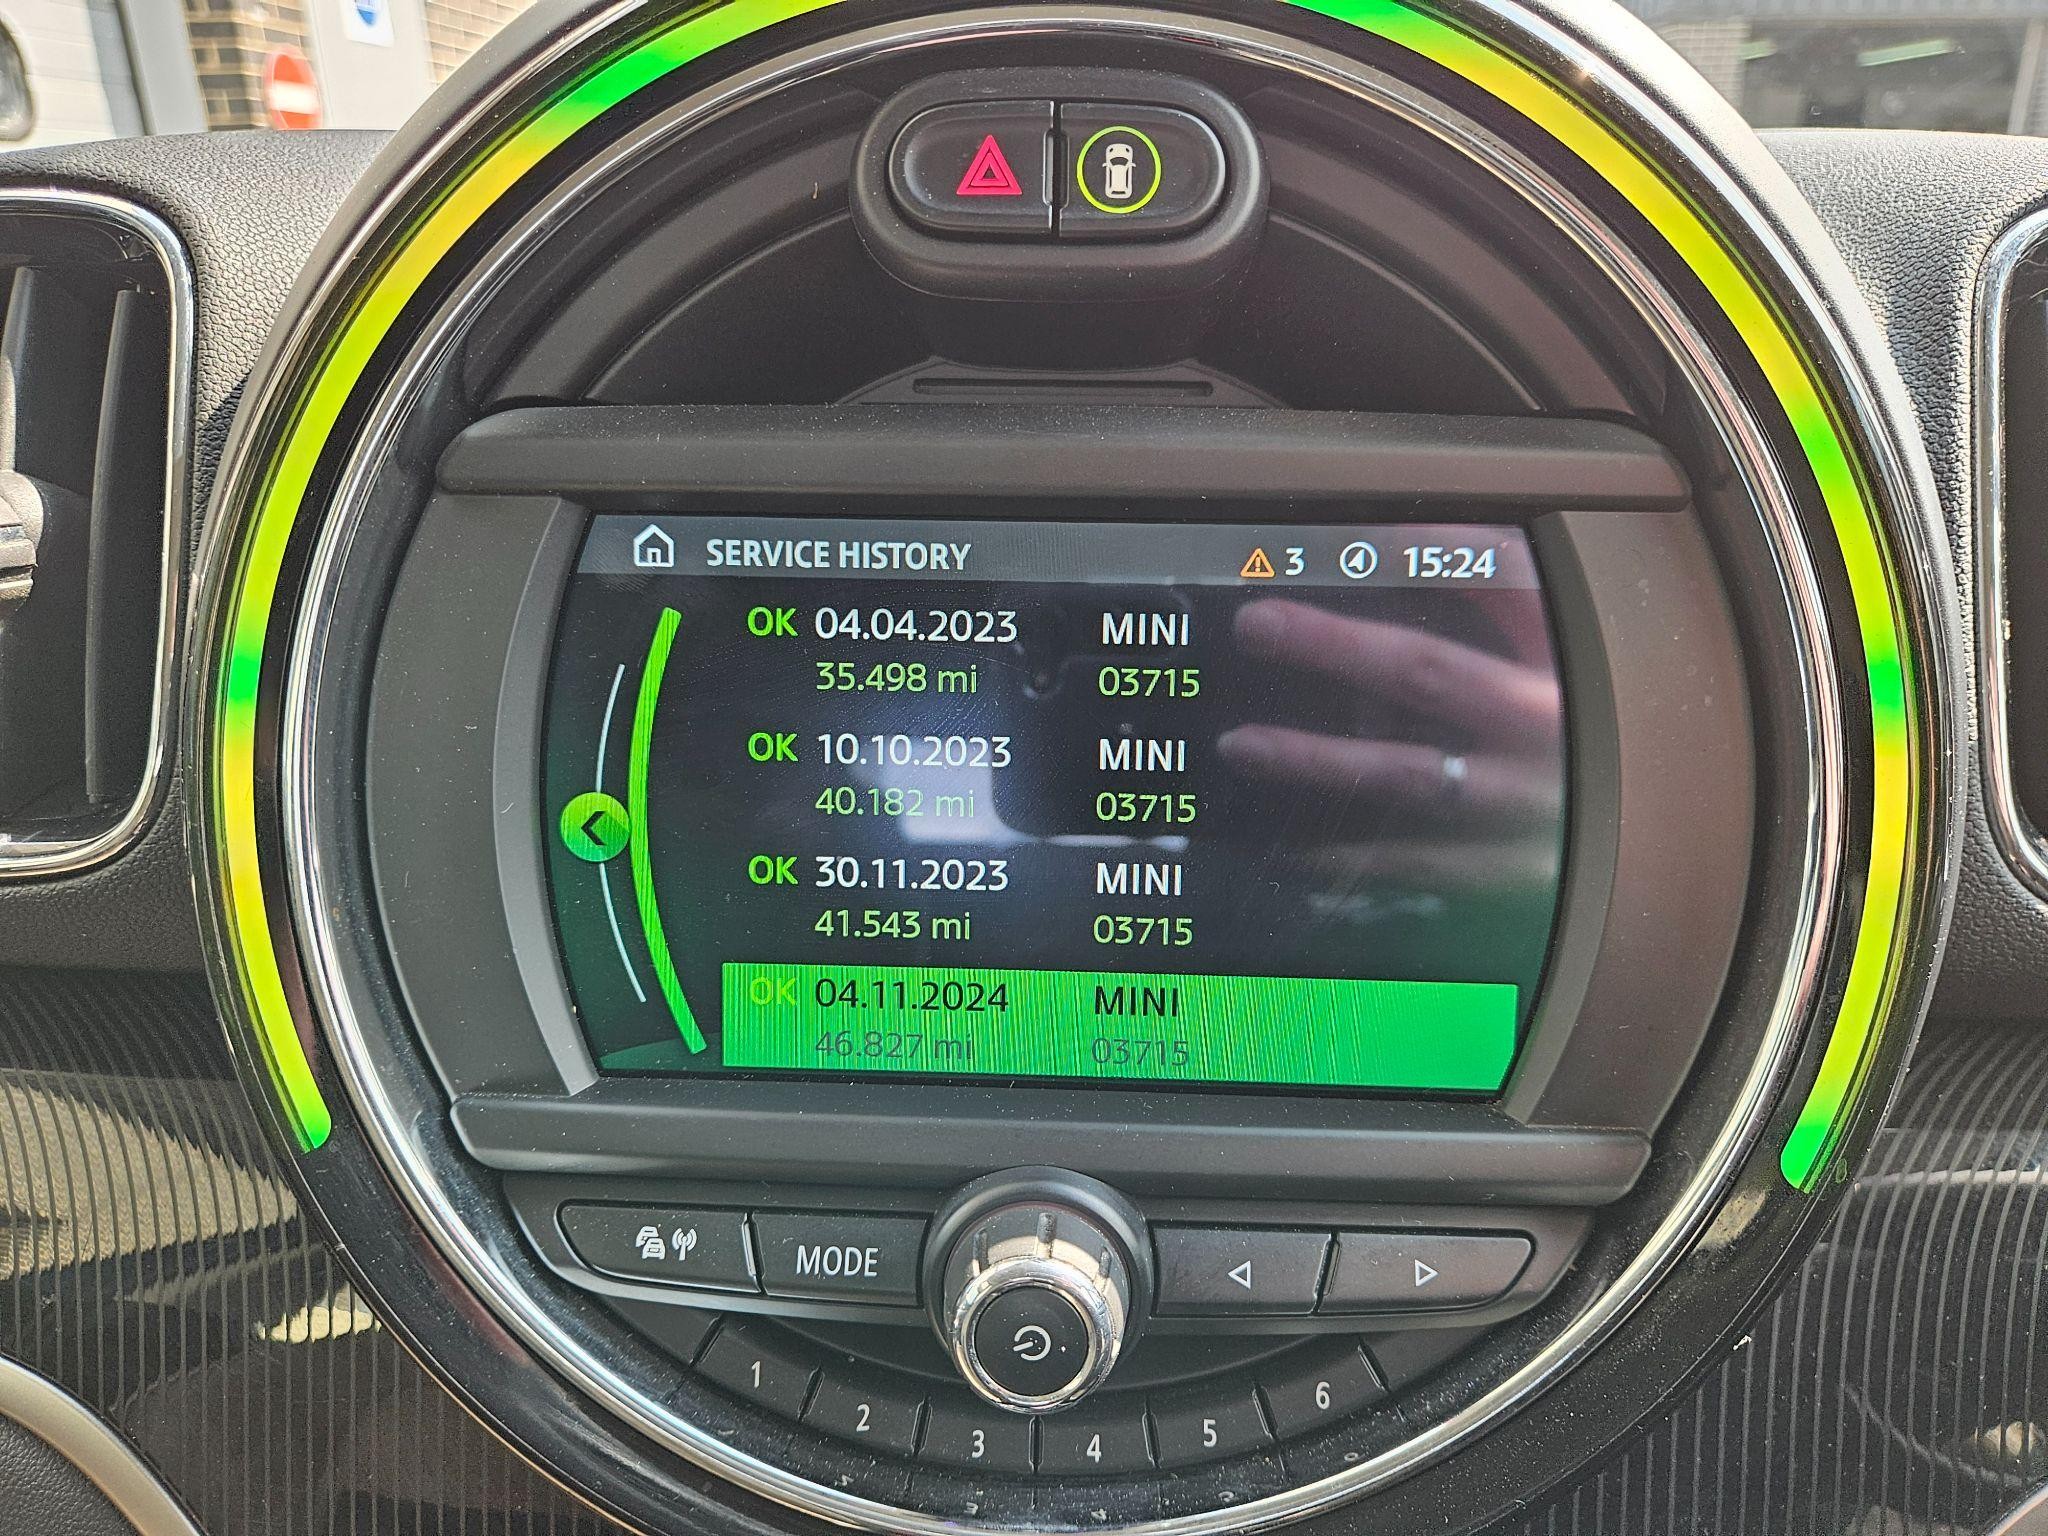 SERVICE HISTORY 3 15:24
OK 04.04.2023 MINI
35.498 mi 03715
OK 10.10.2023 MINI
40.182 mi 03715
OK 30.11.2023 MINI
41.543 mi 03715
OK 04.11.2024 MINI
46.827 mi 03715
MODE
1 2 3 4 5 6